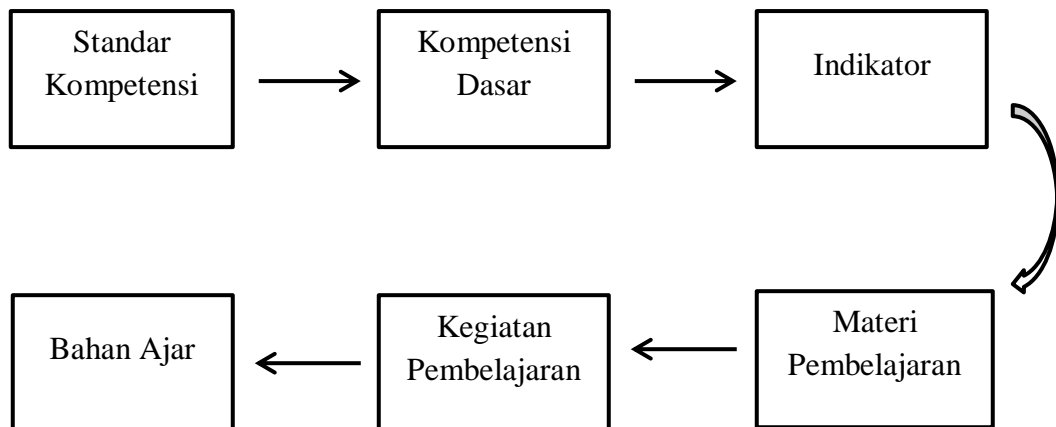 Standar
Kompetensi
Kompetensi
Dasar
Indikator
Materi
Pembelajaran
Kegiatan
Pembelajaran
Bahan Ajar